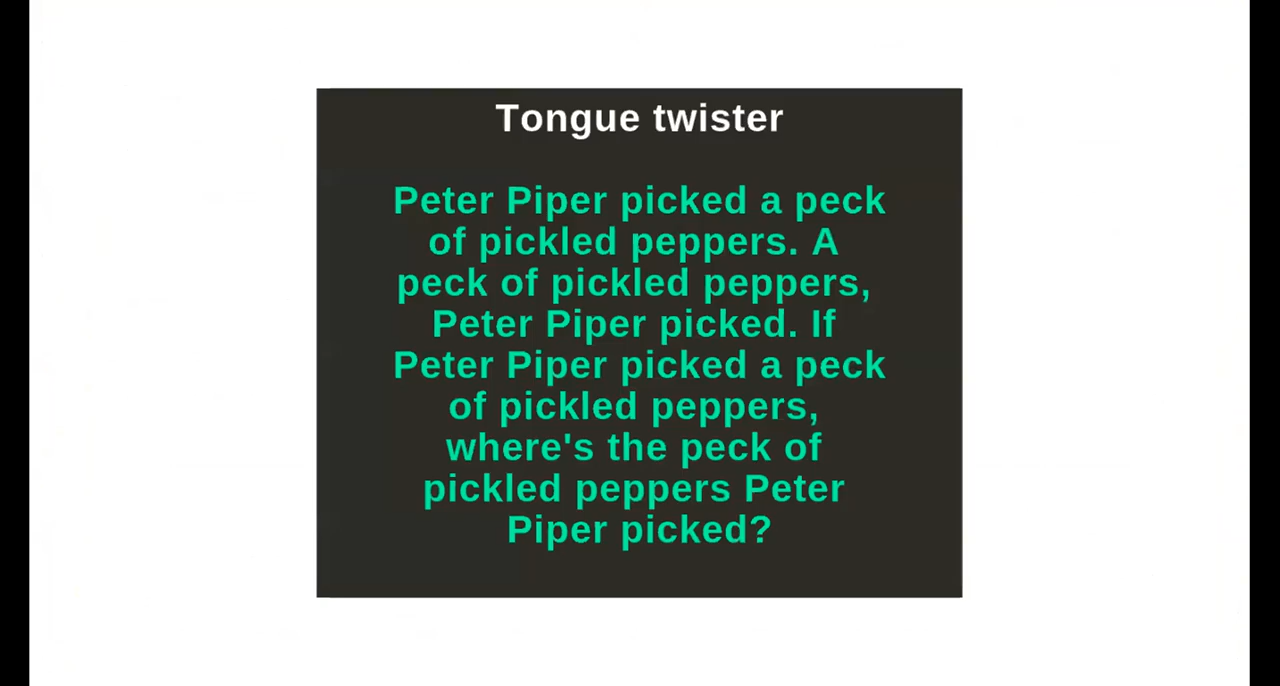 Tongue twister
Peter Piper picked a peck
of pickled peppers. A
peck of pickled peppers,
Peter Piper picked. If
Peter Piper picked a peck
of pickled peppers,
where's the peck of
pickled peppers Peter
Piper picked?